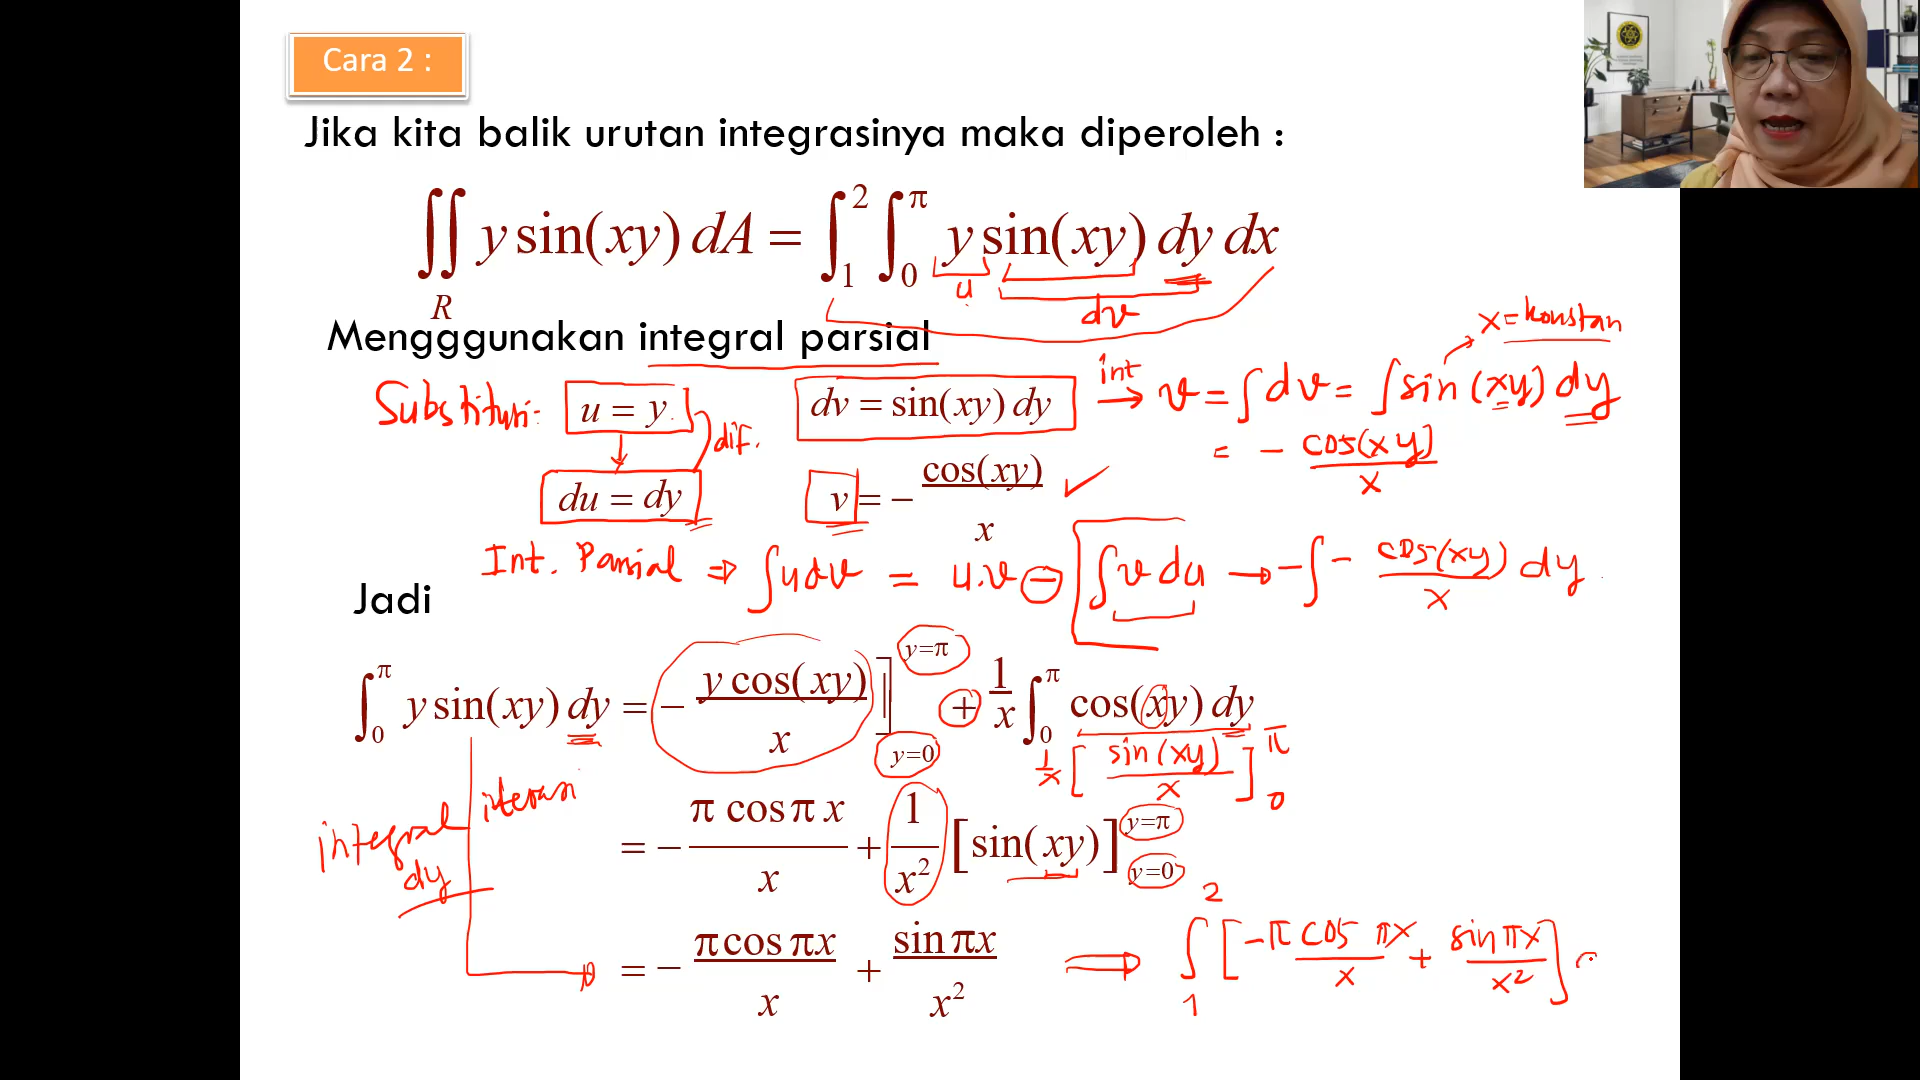 Cara 2 :
Jika kita balik urutan integrasinya maka diperoleh :
∬_R y sin(xy) dA = ∫_1^2 ∫_0^π y sin(xy) dy dx
u
dv
Mengggunakan integral parsial
x = konstan
Substitusi: u = y dv = sin(xy) dy int → v = ∫ dv = ∫ sin (xy) dy
dif.
= - cos(xy)/x
du = dy v = - cos(xy)/x ✓
Int. Parsial ⇒ ∫ u dv = u.v - ∫ v du → - ∫ - cos(xy)/x dy
Jadi
∫_0^π y sin(xy) dy = - y cos(xy)/x ]_{y=0}^{y=π} + 1/x ∫_0^π cos(xy) dy
1/x [ sin(xy)/x ]_0^π
integral dy
= - π cos π x/x + 1/x² [sin(xy)]_{y=0}^{y=π}
= - π cos πx/x + sin πx/x² ⇒ ∫_1^2 [ -π cos πx/x + sin πx/x² ]